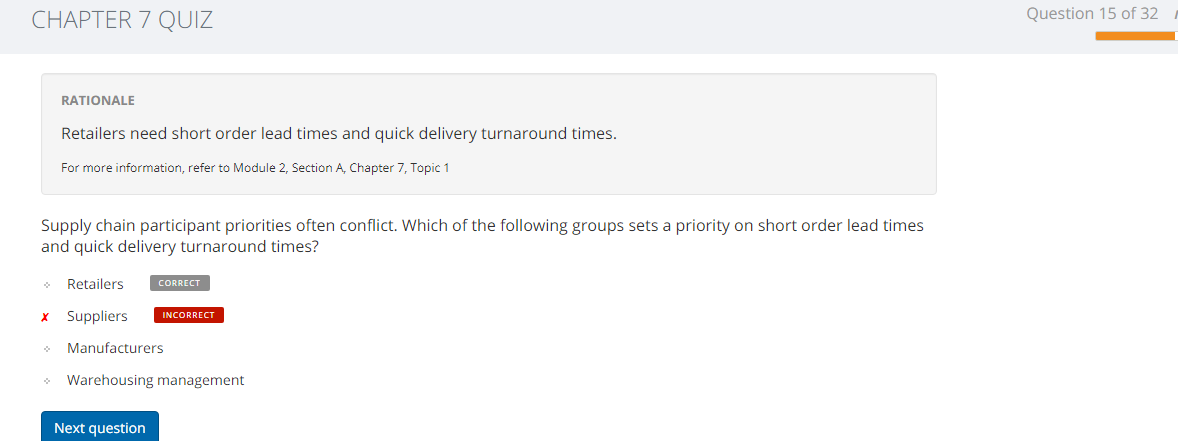 CHAPTER 7 QUIZ
Question 15 of 32
RATIONALE
Retailers need short order lead times and quick delivery turnaround times.
For more information, refer to Module 2, Section A, Chapter 7, Topic 1
Supply chain participant priorities often conflict. Which of the following groups sets a priority on short order lead times
and quick delivery turnaround times?
Retailers CORRECT
✗ Suppliers INCORRECT
Manufacturers
Warehousing management
Next question